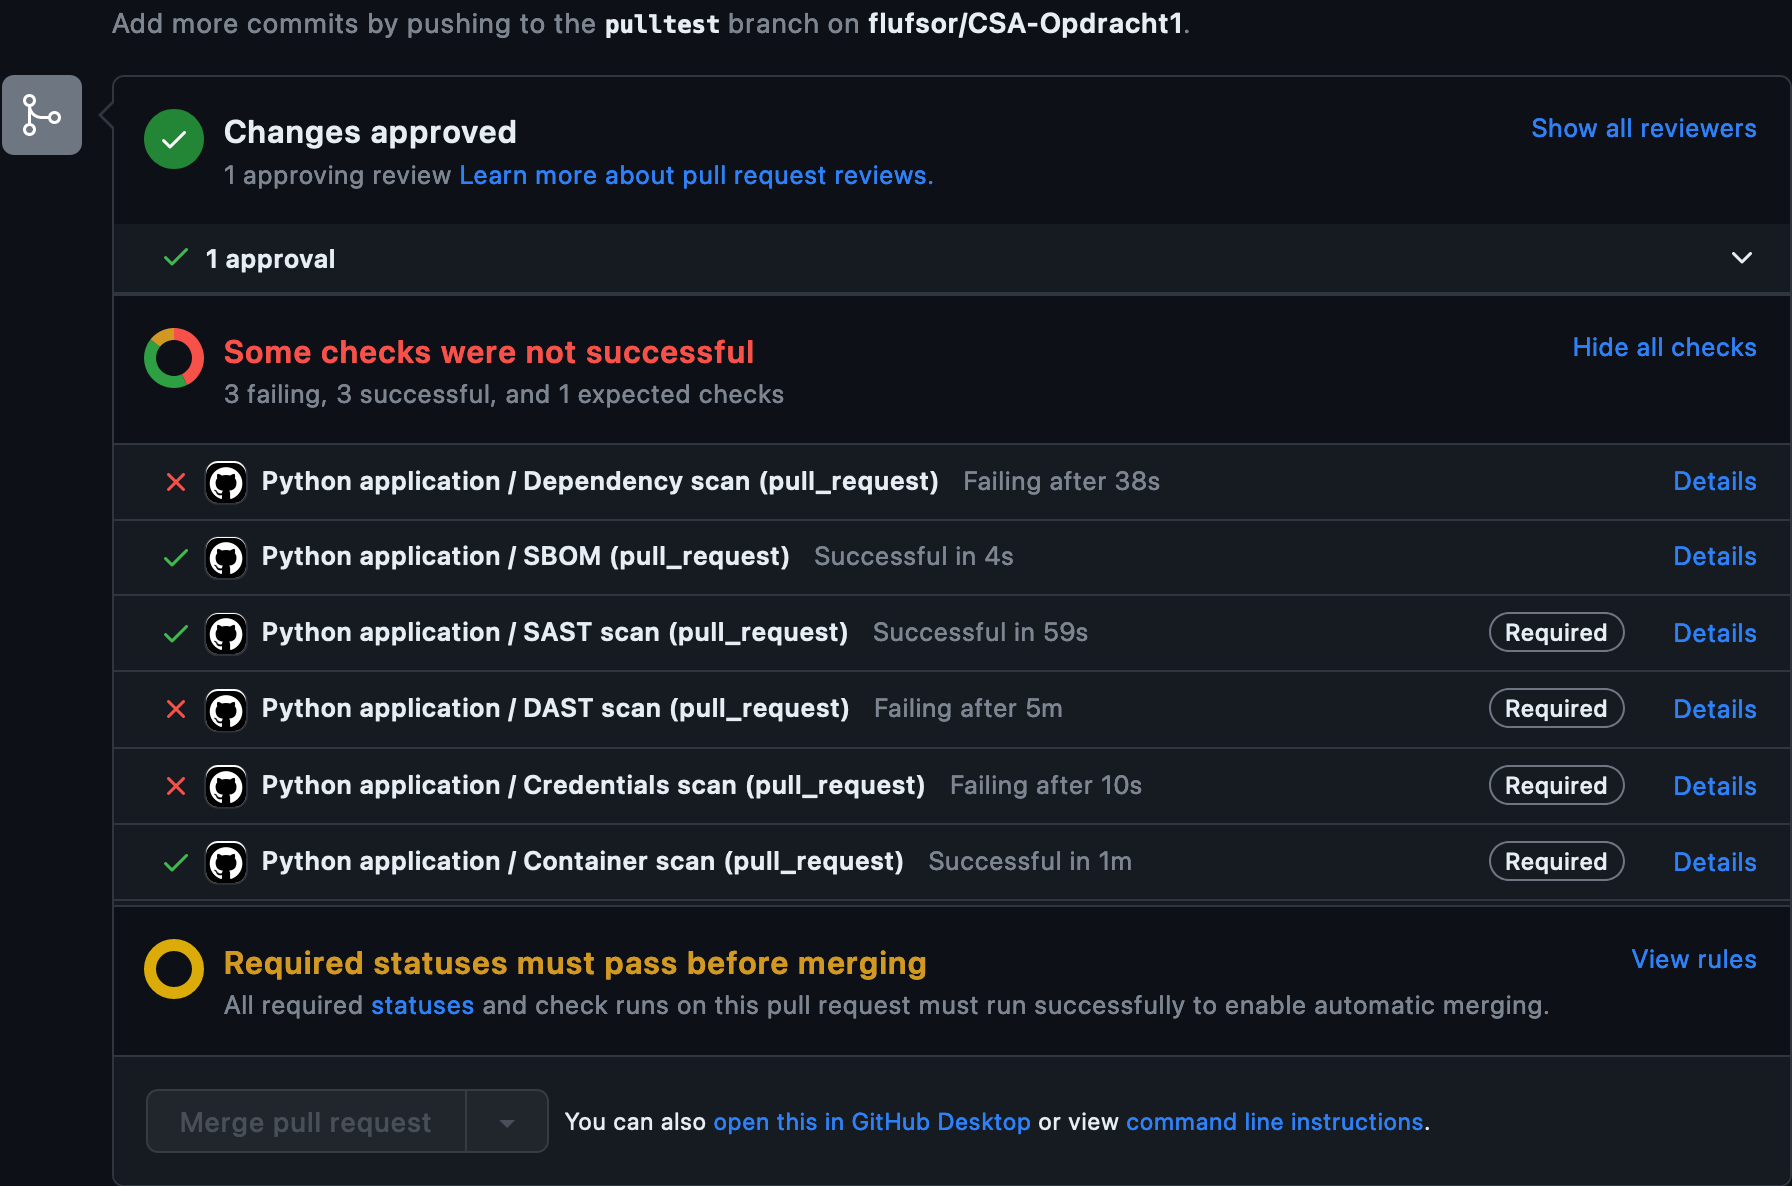 Add more commits by pushing to the pulltest branch on flufsor/CSA-Opdracht1.
Changes approved
Show all reviewers
1 approving review Learn more about pull request reviews.
1 approval
Some checks were not successful
Hide all checks
3 failing, 3 successful, and 1 expected checks
Python application / Dependency scan (pull_request) Failing after 38s Details
Python application / SBOM (pull_request) Successful in 4s Details
Python application / SAST scan (pull_request) Successful in 59s Required Details
Python application / DAST scan (pull_request) Failing after 5m Required Details
Python application / Credentials scan (pull_request) Failing after 10s Required Details
Python application / Container scan (pull_request) Successful in 1m Required Details
Required statuses must pass before merging
View rules
All required statuses and check runs on this pull request must run successfully to enable automatic merging.
Merge pull request You can also open this in GitHub Desktop or view command line instructions.